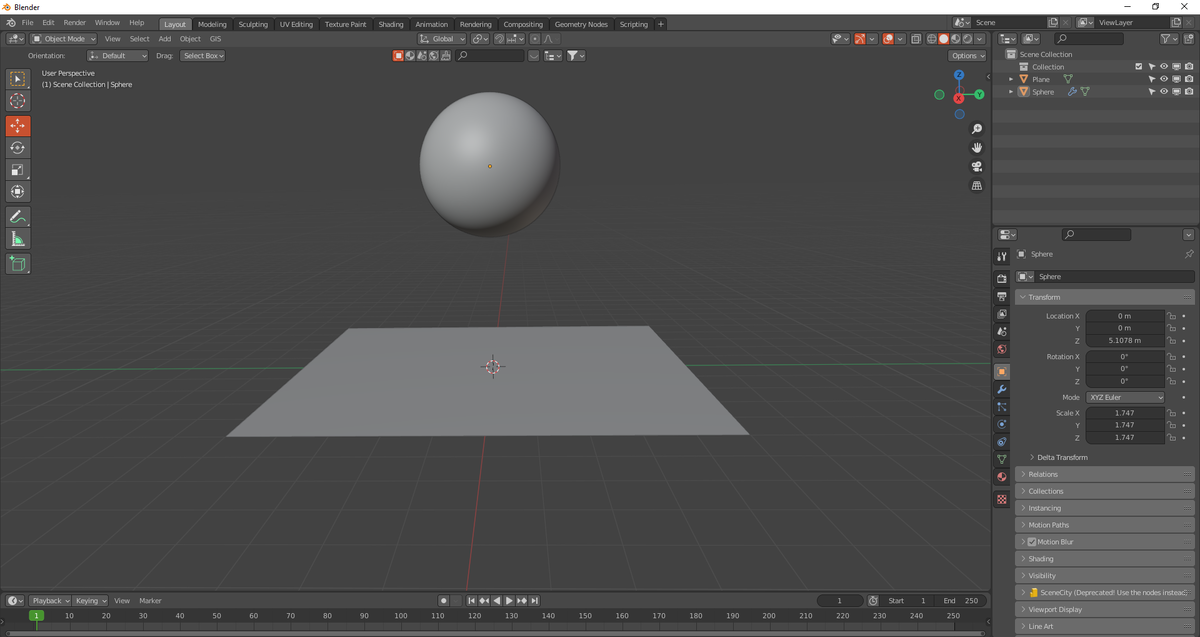 Blender
File Edit Render Window Help Layout Modeling Sculpting UV Editing Texture Paint Shading Animation Rendering Compositing Geometry Nodes Scripting + Scene ViewLayer
Object Mode View Select Add Object GIS Global
Orientation: Default Drag: Select Box Options
User Perspective
(1) Scene Collection | Sphere
Z
Y
X
Scene Collection
Collection
Plane
Sphere
Sphere
Sphere
Transform
Location X 0 m
Y 0 m
Z 5.1078 m
Rotation X 0°
Y 0°
Z 0°
Mode XYZ Euler
Scale X 1.747
Y 1.747
Z 1.747
Delta Transform
Relations
Collections
Instancing
Motion Paths
Motion Blur
Shading
Visibility
SceneCity (Deprecated! Use the nodes instead
Viewport Display
Line Art
Playback Keying View Marker 1 Start 1 End 250
1 10 20 30 40 50 60 70 80 90 100 110 120 130 140 150 160 170 180 190 200 210 220 230 240 250